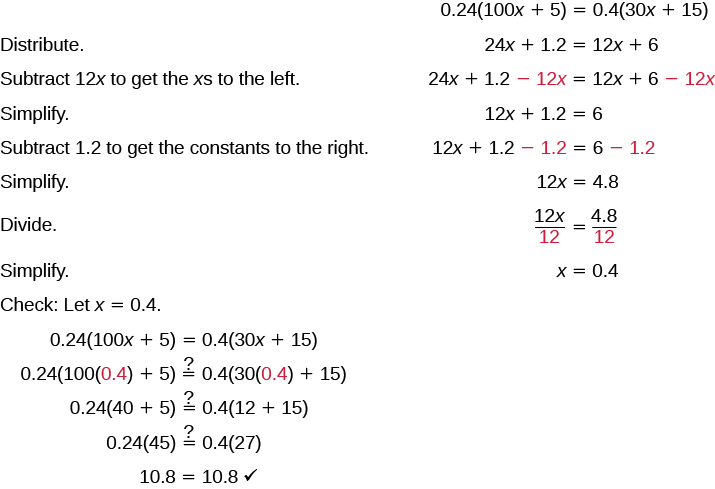 0.24(100x + 5) = 0.4(30x + 15)
Distribute. 24x + 1.2 = 12x + 6
Subtract 12x to get the xs to the left. 24x + 1.2 − 12x = 12x + 6 − 12x
Simplify. 12x + 1.2 = 6
Subtract 1.2 to get the constants to the right. 12x + 1.2 − 1.2 = 6 − 1.2
Simplify. 12x = 4.8
Divide. 12x/12 = 4.8/12
Simplify. x = 0.4
Check: Let x = 0.4.
0.24(100x + 5) = 0.4(30x + 15)
0.24(100(0.4) + 5) ≟ 0.4(30(0.4) + 15)
0.24(40 + 5) ≟ 0.4(12 + 15)
0.24(45) ≟ 0.4(27)
10.8 = 10.8 ✓